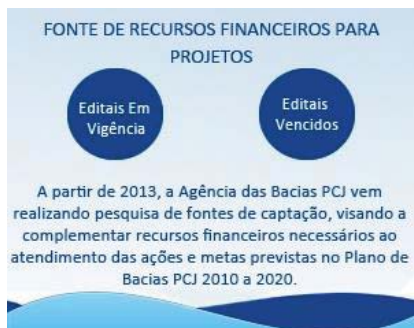 FONTE DE RECURSOS FINANCEIROS PARA
PROJETOS
Editais Em
Vigência
Editais
Vencidos
A partir de 2013, a Agência das Bacias PCJ vem
realizando pesquisa de fontes de captação, visando a
complementar recursos financeiros necessários ao
atendimento das ações e metas previstas no Plano de
Bacias PCJ 2010 a 2020.